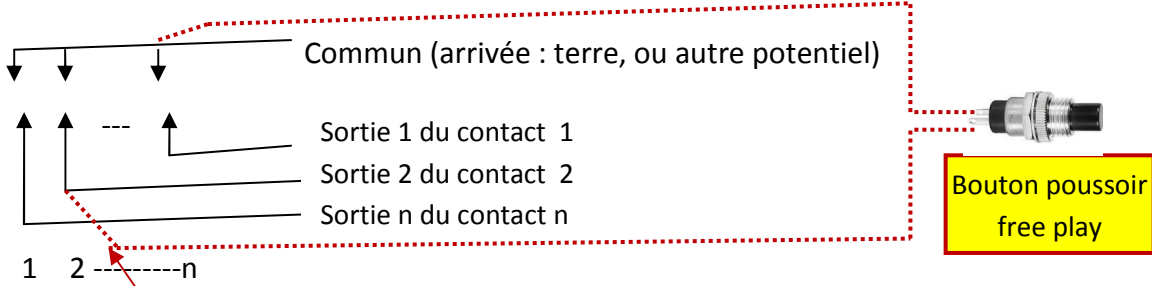 Commun (arrivée : terre, ou autre potentiel)
---
Sortie 1 du contact  1
Sortie 2 du contact  2
Sortie n du contact n
Bouton poussoir
free play
1 2 ----------n